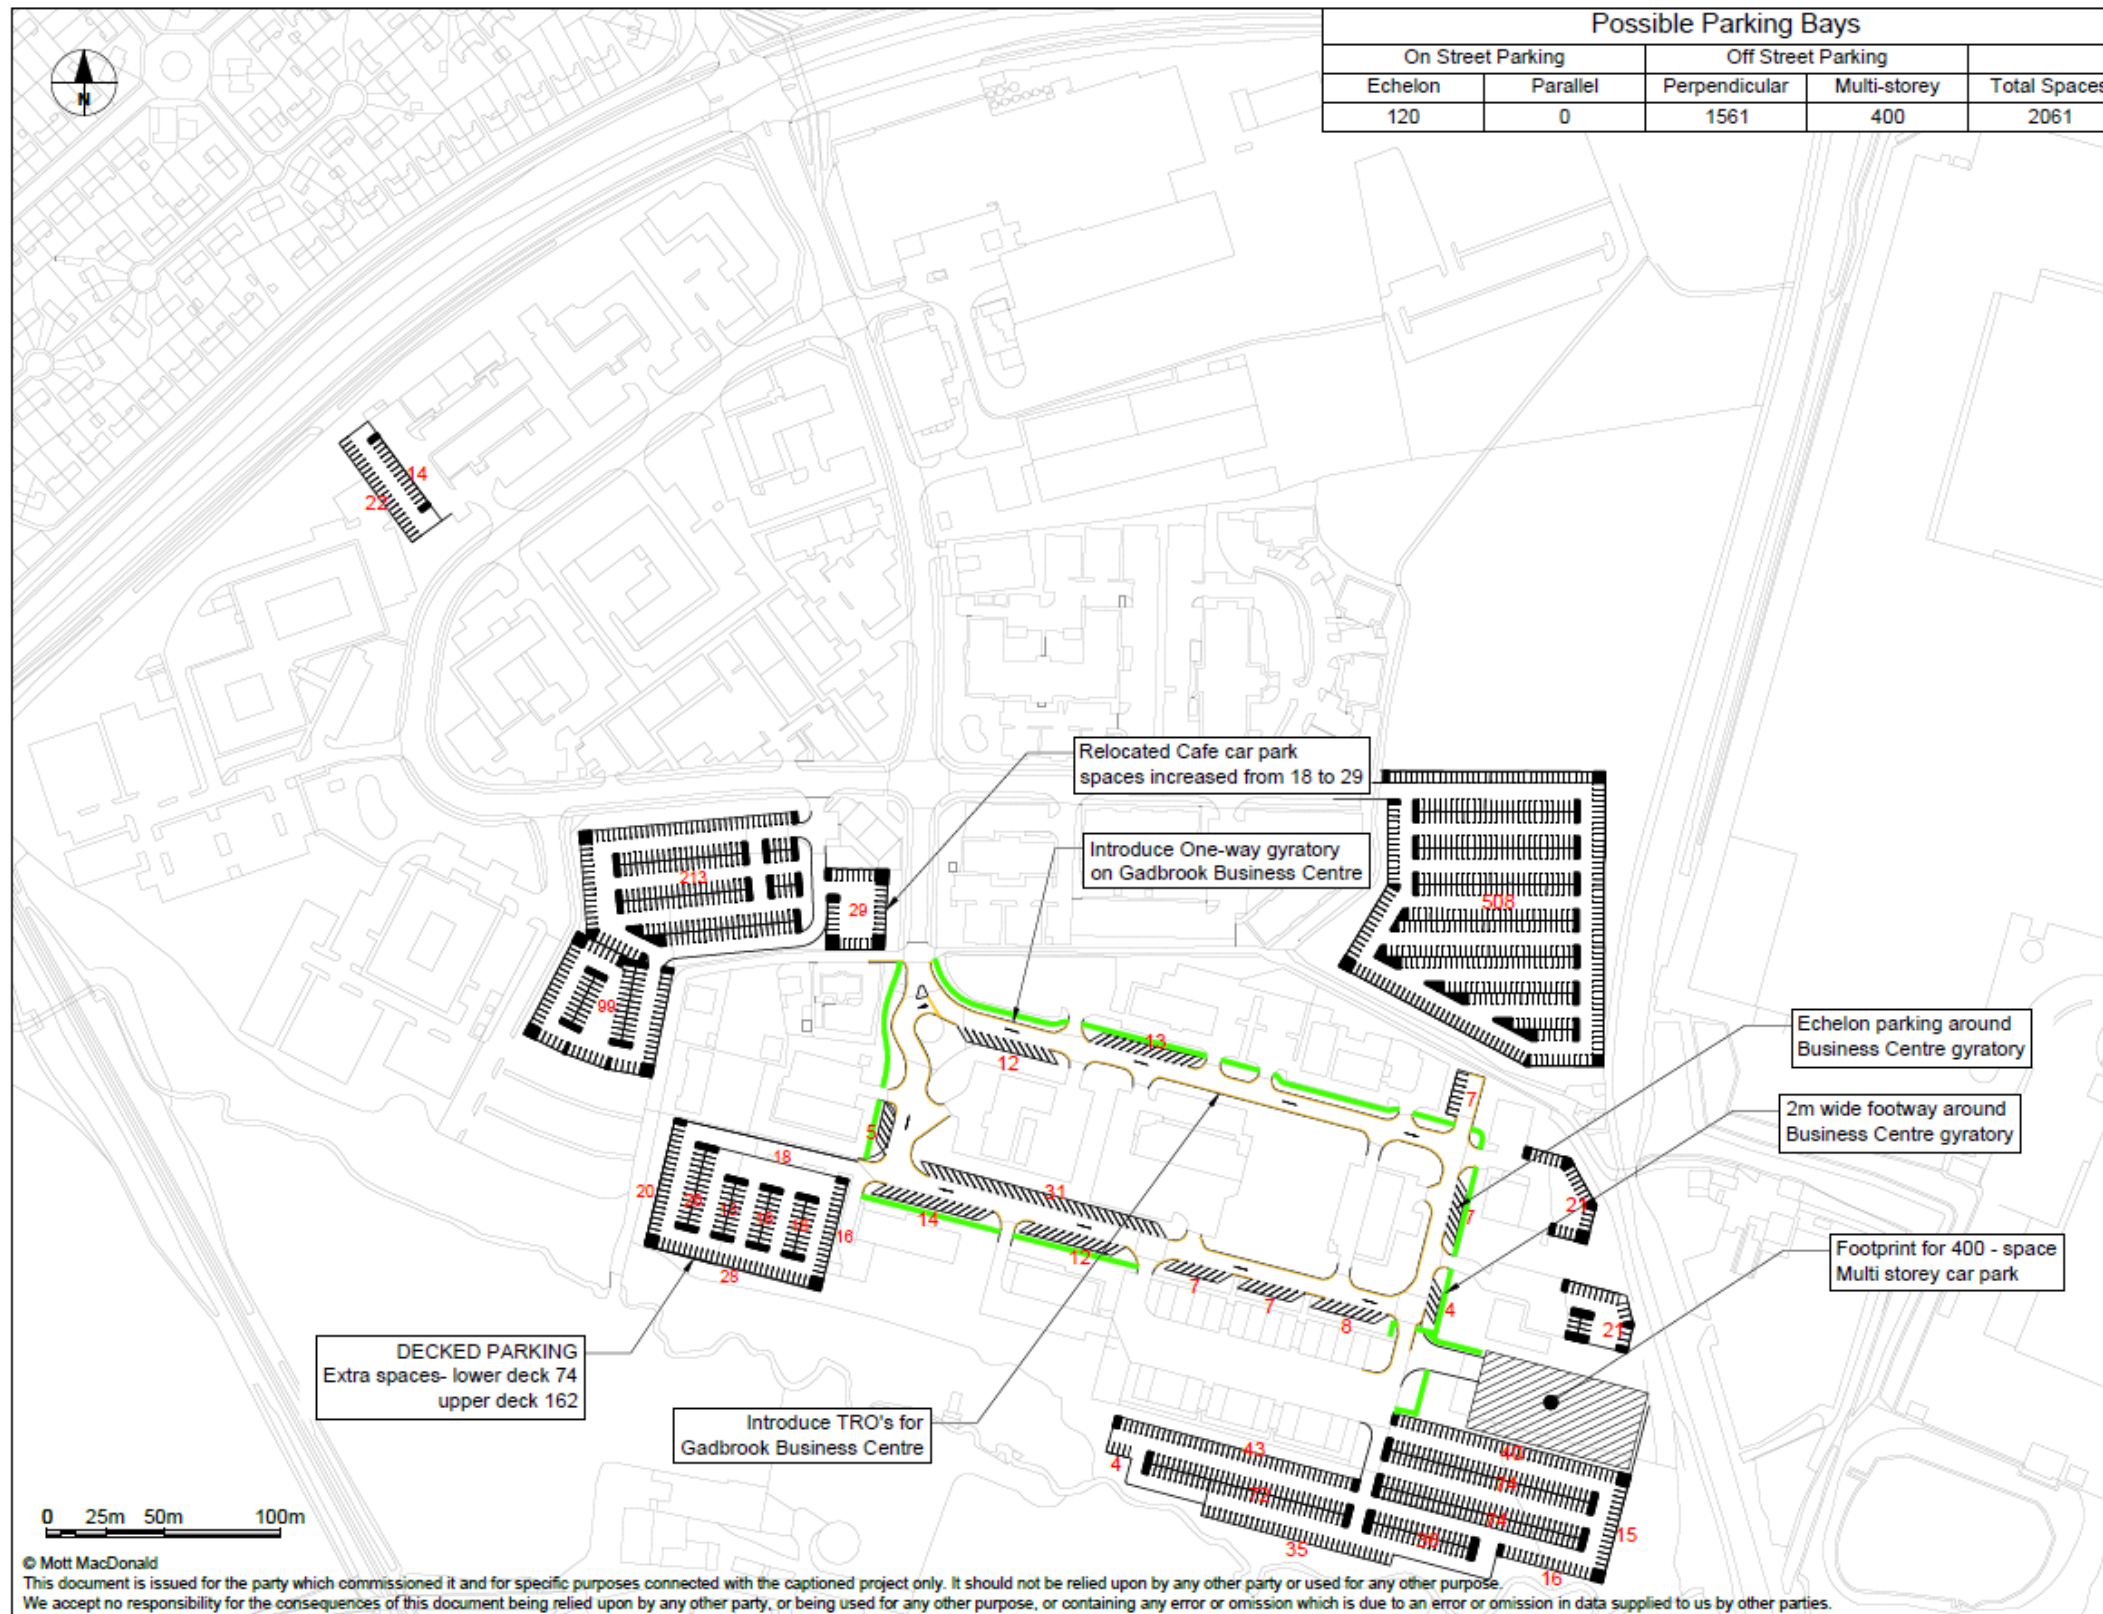 Possible Parking Bays
On Street Parking Off Street Parking
Echelon Parallel Perpendicular Multi-storey Total Spaces
120 0 1561 400 2061
N
14
22
Relocated Cafe car park
spaces increased from 18 to 29
Introduce One-way gyratory
on Gadbrook Business Centre
213
29
508
99
Echelon parking around
Business Centre gyratory
13
12
7
2m wide footway around
Business Centre gyratory
5
18
20
31
21
7
14
16
12
28
Footprint for 400 - space
Multi storey car park
7
7
8
4
21
DECKED PARKING
Extra spaces- lower deck 74
upper deck 162
Introduce TRO's for
Gadbrook Business Centre
43
40
4
74
72
74
15
35
16
0 25m 50m 100m
© Mott MacDonald
This document is issued for the party which commissioned it and for specific purposes connected with the captioned project only. It should not be relied upon by any other party or used for any other purpose.
We accept no responsibility for the consequences of this document being relied upon by any other party, or being used for any other purpose, or containing any error or omission which is due to an error or omission in data supplied to us by other parties.